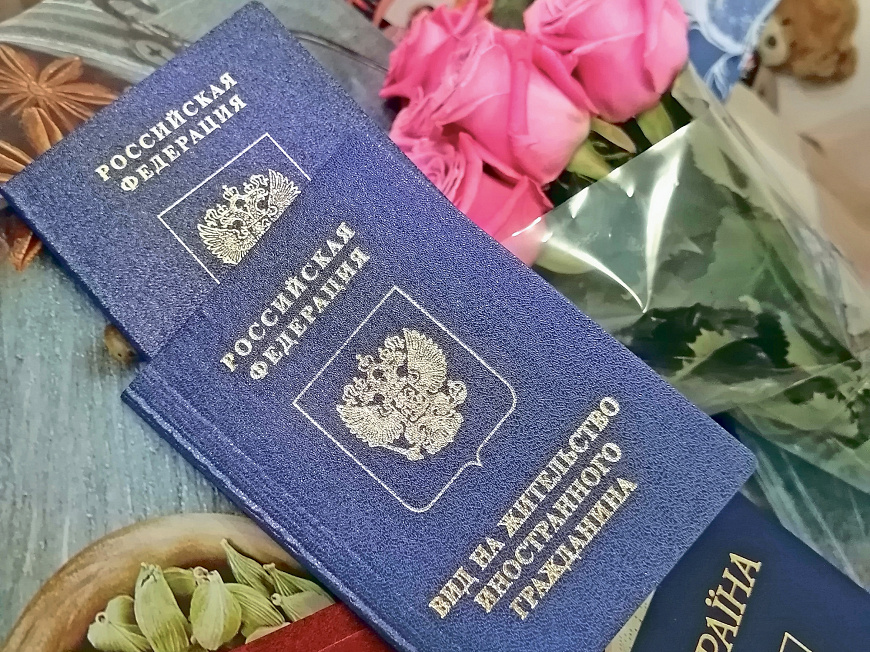 РОССИЙСКАЯ
ФЕДЕРАЦИЯ
РОССИЙСКАЯ
ФЕДЕРАЦИЯ
ВИД НА ЖИТЕЛЬСТВО
ИНОСТРАННОГО
ГРАЖДАНИНА
РАЇНА